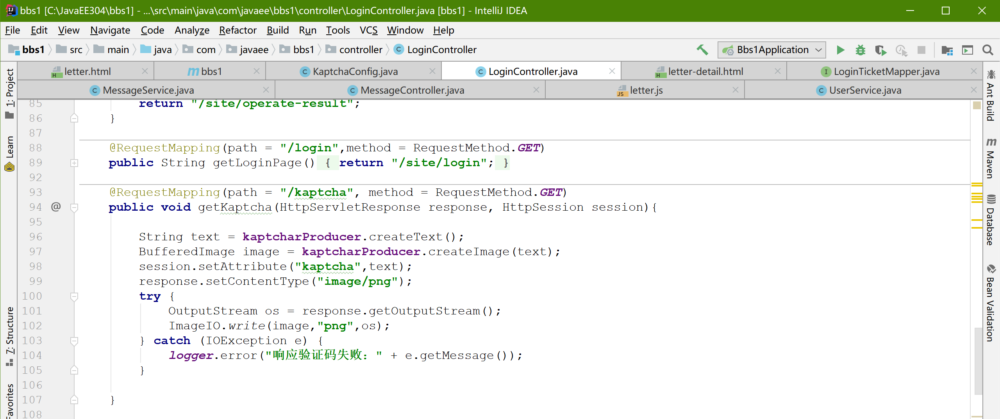 bbs1 [C:\JavaEE304\bbs1] - ...\src\main\java\com\javaee\bbs1\controller\LoginController.java [bbs1] - IntelliJ IDEA
File Edit View Navigate Code Analyze Refactor Build Run Tools VCS Window Help
bbs1 src main java com javaee bbs1 controller LoginController Bbs1Application
letter.html bbs1 KaptchaConfig.java LoginController.java letter-detail.html LoginTicketMapper.java
MessageService.java MessageController.java letter.js UserService.java
1: Project
Learn
7: Structure
Favorites
85 return "/site/operate-result";
86 }
87
88 @RequestMapping(path = "/login",method = RequestMethod.GET)
89 public String getLoginPage() { return "/site/login"; }
92
93 @RequestMapping(path = "/kaptcha", method = RequestMethod.GET)
94 @ public void getKaptcha(HttpServletResponse response, HttpSession session){
95
96 String text = kaptcharProducer.createText();
97 BufferedImage image = kaptcharProducer.createImage(text);
98 session.setAttribute("kaptcha",text);
99 response.setContentType("image/png");
100 try {
101 OutputStream os = response.getOutputStream();
102 ImageIO.write(image,"png",os);
103 } catch (IOException e) {
104 logger.error("响应验证码失败：" + e.getMessage());
105 }
106
107 }
108
Ant Build
Maven
Database
Bean Validation